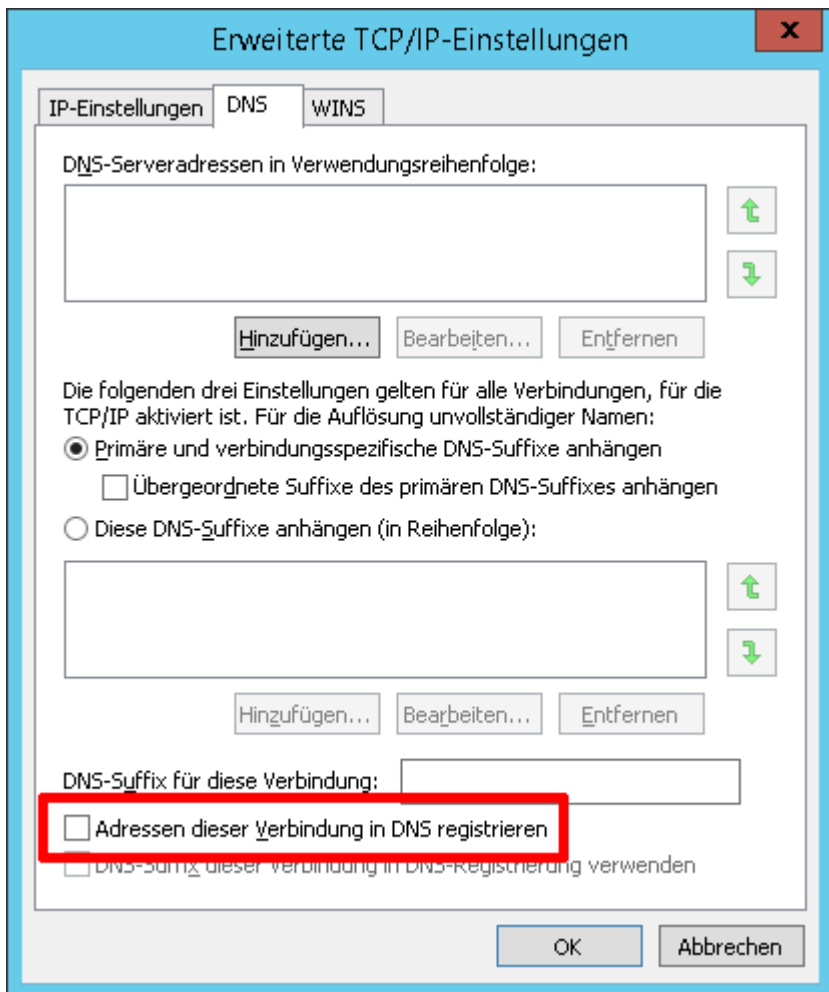 Erweiterte TCP/IP-Einstellungen
x
IP-Einstellungen DNS WINS
DNS-Serveradressen in Verwendungsreihenfolge:
Hinzufügen... Bearbeiten... Entfernen
Die folgenden drei Einstellungen gelten für alle Verbindungen, für die
TCP/IP aktiviert ist. Für die Auflösung unvollständiger Namen:
Primäre und verbindungsspezifische DNS-Suffixe anhängen
Übergeordnete Suffixe des primären DNS-Suffixes anhängen
Diese DNS-Suffixe anhängen (in Reihenfolge):
Hinzufügen... Bearbeiten... Entfernen
DNS-Suffix für diese Verbindung:
Adressen dieser Verbindung in DNS registrieren
DNS-Suffix dieser Verbindung in DNS-Registrierung verwenden
OK Abbrechen